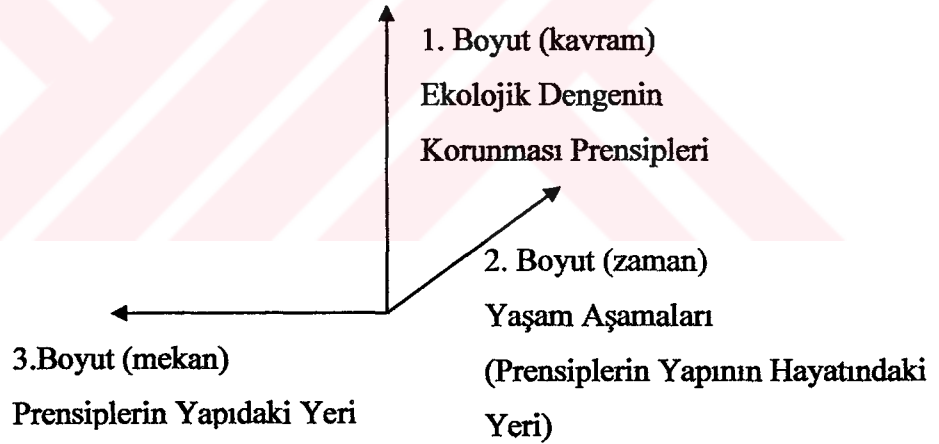 1. Boyut (kavram)
Ekolojik Dengenin
Korunması Prensipleri
2. Boyut (zaman)
Yaşam Aşamaları
(Prensiplerin Yapının Hayatındaki
Yeri)
3.Boyut (mekan)
Prensiplerin Yapıdaki Yeri